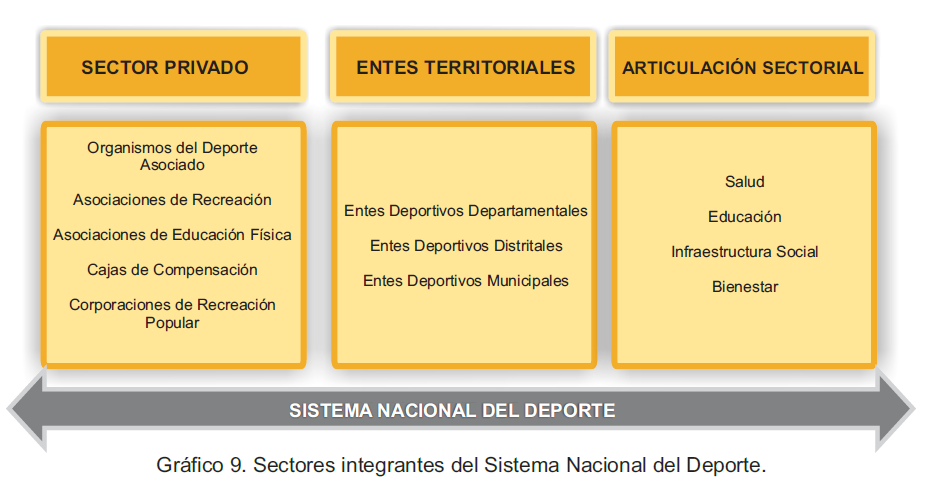 SECTOR PRIVADO
Organismos del Deporte
Asociado
Asociaciones de Recreación
Asociaciones de Educación Física
Cajas de Compensación
Corporaciones de Recreación
Popular
ENTES TERRITORIALES
Entes Deportivos Departamentales
Entes Deportivos Distritales
Entes Deportivos Municipales
ARTICULACIÓN SECTORIAL
Salud
Educación
Infraestructura Social
Bienestar
SISTEMA NACIONAL DEL DEPORTE
Gráfico 9. Sectores integrantes del Sistema Nacional del Deporte.